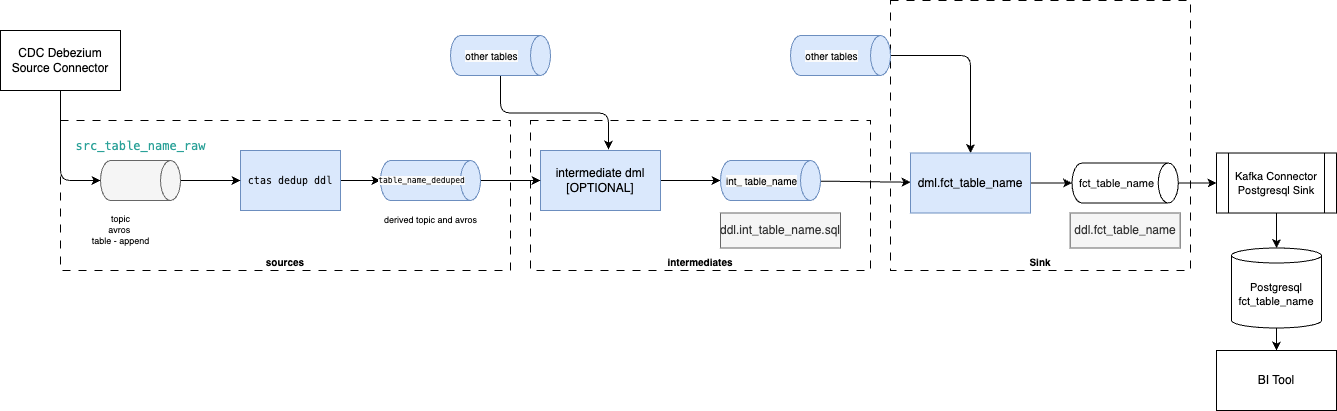 CDC Debezium
Source Connector
other tables
other tables
src_table_name_raw
topic
avros
table - append
ctas dedup ddl
table_name_deduped
derived topic and avros
sources
intermediate dml
[OPTIONAL]
int_ table_name
ddl.int_table_name.sql
intermediates
dml.fct_table_name
fct_table_name
ddl.fct_table_name
Sink
Kafka Connector
Postgresql Sink
Postgresql
fct_table_name
BI Tool